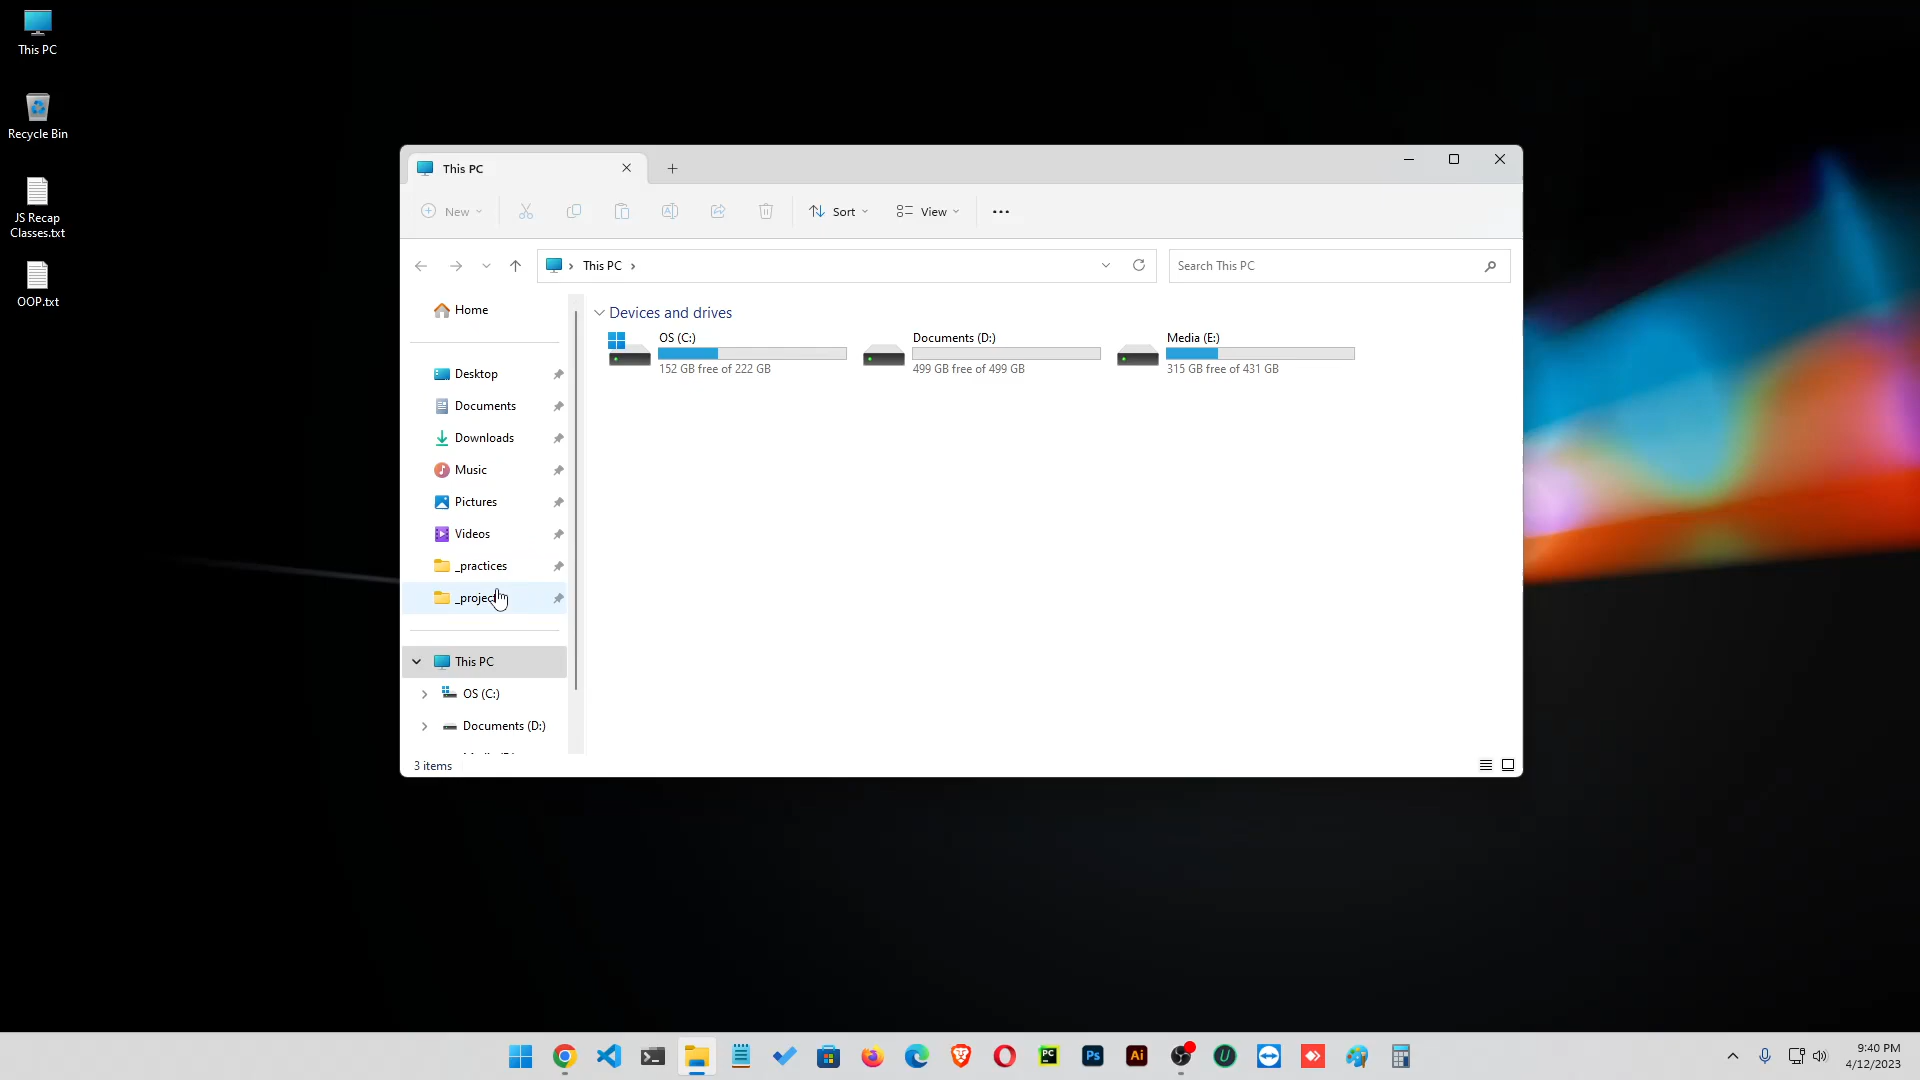 This PC
Recycle Bin
JS Recap
Classes.txt
OOP.txt
This PC
New
Sort
View
This PC
Search This PC
Home
Desktop
Documents
Downloads
Music
Pictures
Videos
_practices
This PC
OS (C:)
Documents (D:)
Devices and drives
OS (C:)
152 GB free of 222 GB
Documents (D:)
499 GB free of 499 GB
Media (E:)
315 GB free of 431 GB
3 items
PC
Ps
Ai
U
9:40 PM
4/12/2023